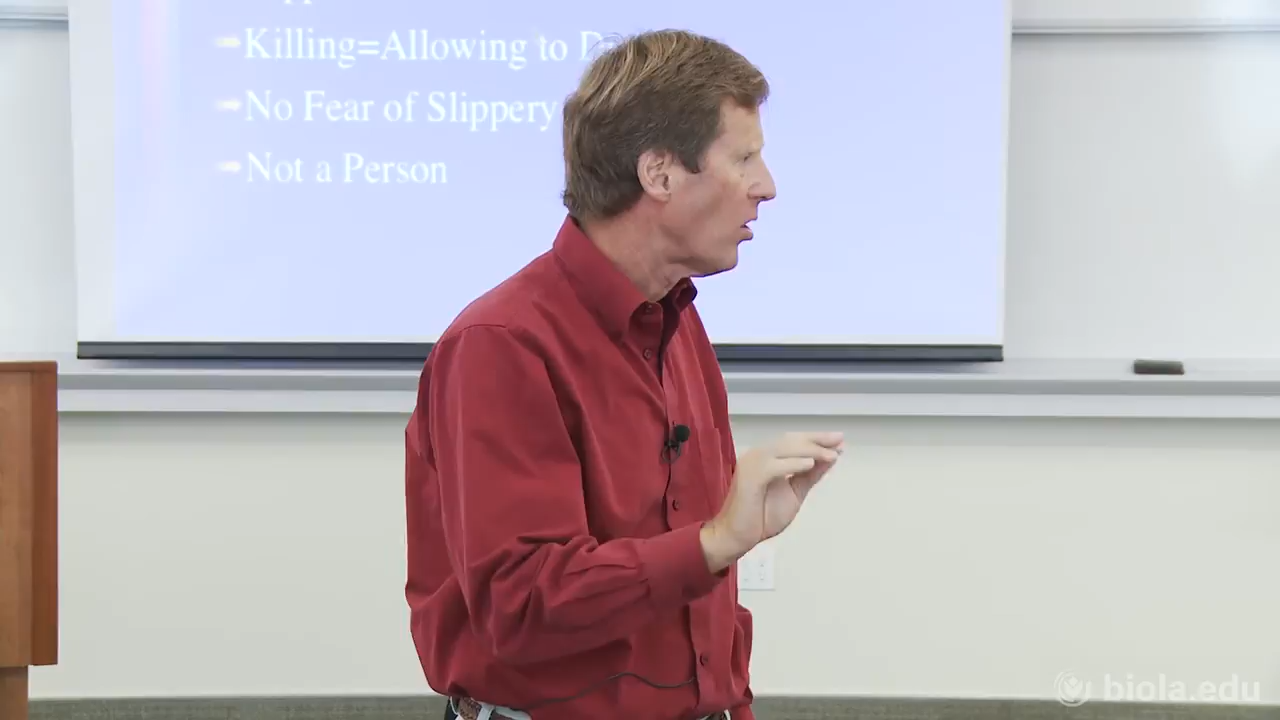 Killing=Allowing to
No Fear of Slippery
Not a Person
biola.edu